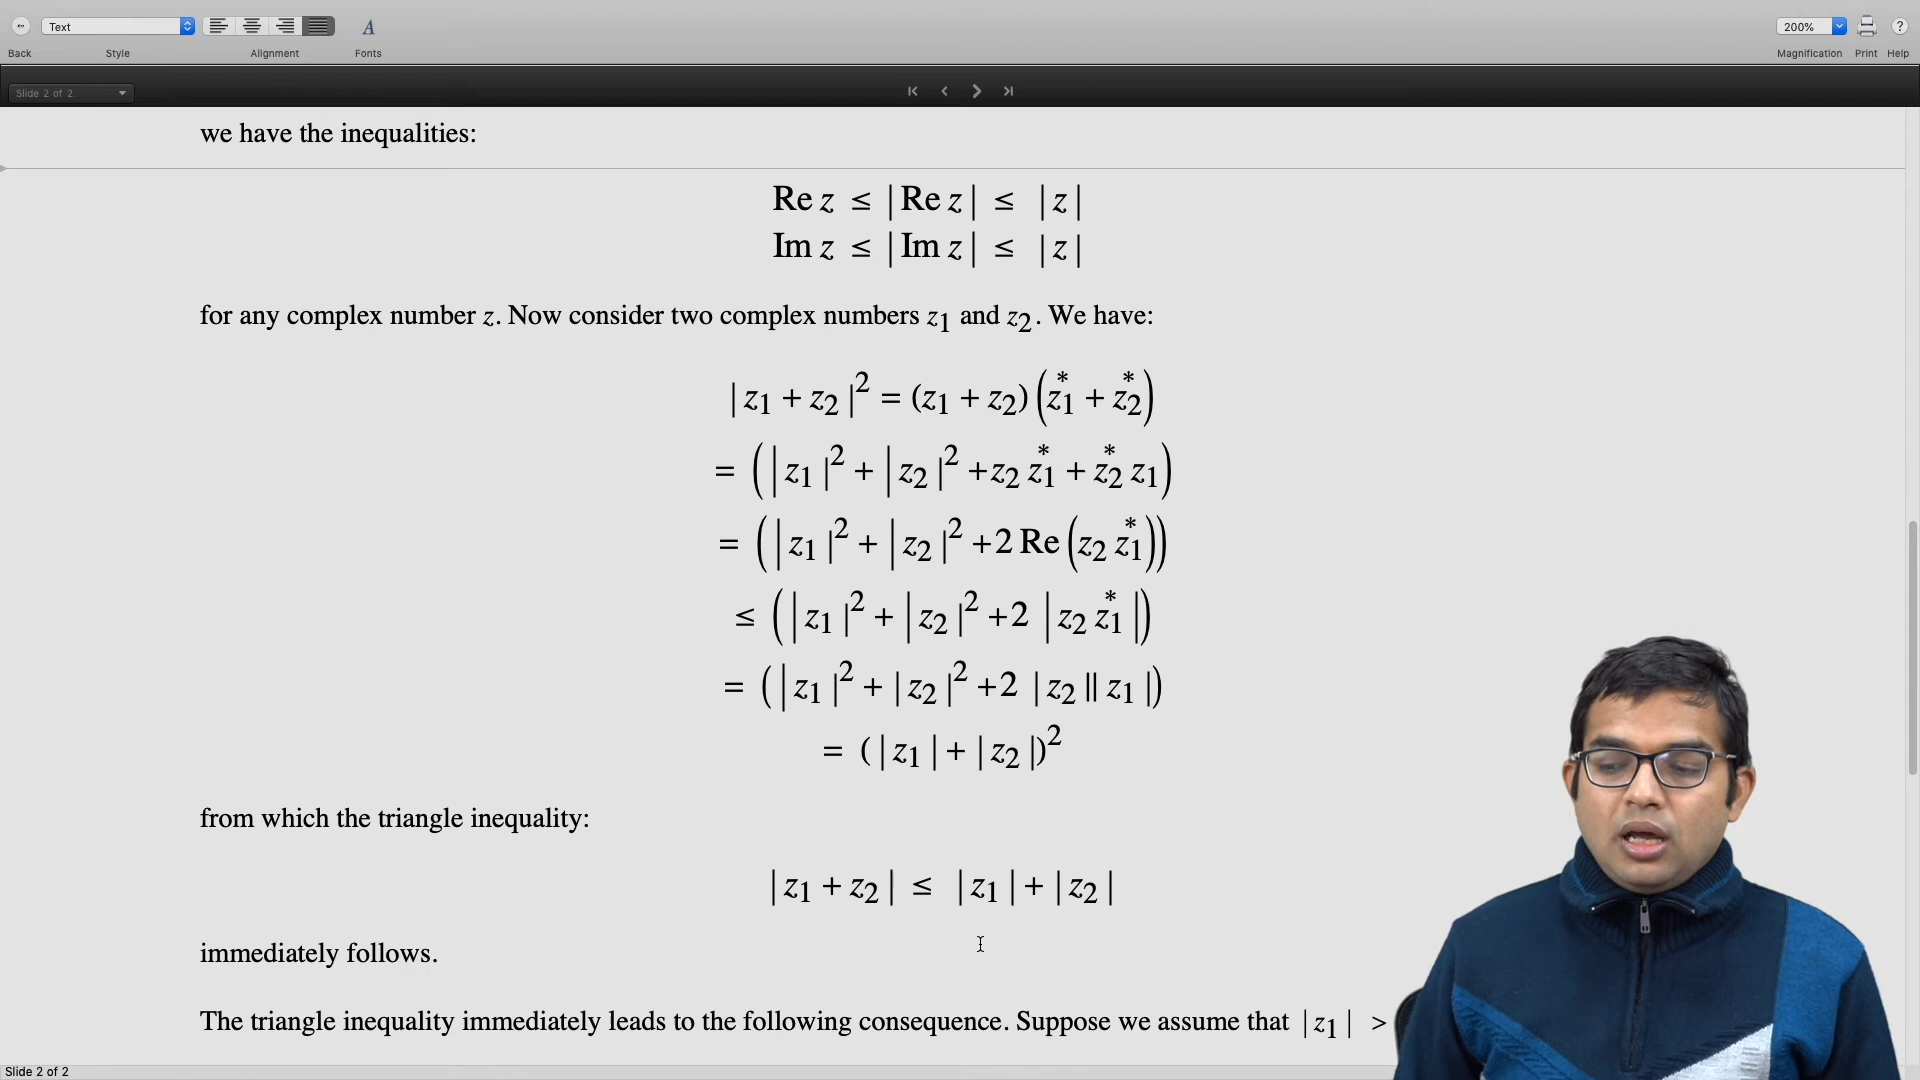 Text
200%
Back Style Alignment Fonts Magnification Print Help
Slide 2 of 2
we have the inequalities:
Re z ≤ | Re z | ≤ | z |
Im z ≤ | Im z | ≤ | z |
for any complex number z. Now consider two complex numbers z₁ and z₂. We have:
| z₁ + z₂ |² = (z₁ + z₂) (z₁* + z₂*)
= ( | z₁ |² + | z₂ |² + z₂ z₁* + z₂* z₁ )
= ( | z₁ |² + | z₂ |² + 2 Re (z₂ z₁*))
≤ ( | z₁ |² + | z₂ |² + 2 | z₂ z₁* | )
= ( | z₁ |² + | z₂ |² + 2 | z₂ || z₁ | )
= ( | z₁ | + | z₂ | )²
from which the triangle inequality:
| z₁ + z₂ | ≤ | z₁ | + | z₂ |
immediately follows.
The triangle inequality immediately leads to the following consequence. Suppose we assume that | z₁ | >
Slide 2 of 2